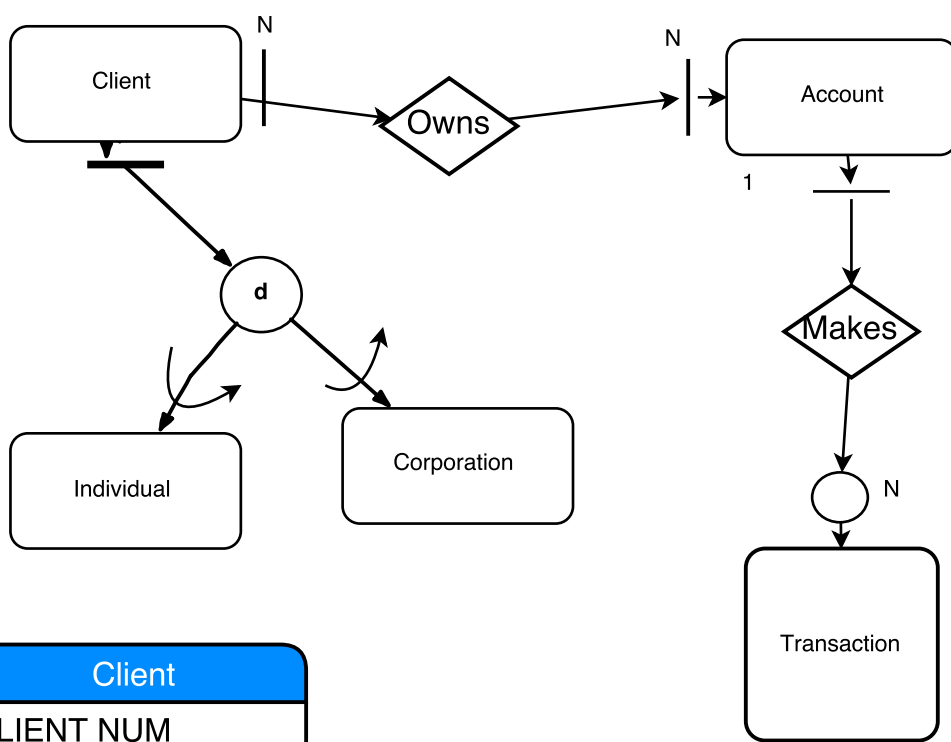 N
N
Client
Account
Owns
1
d
Makes
Corporation
Individual
N
Transaction
Client
LIENT NUM